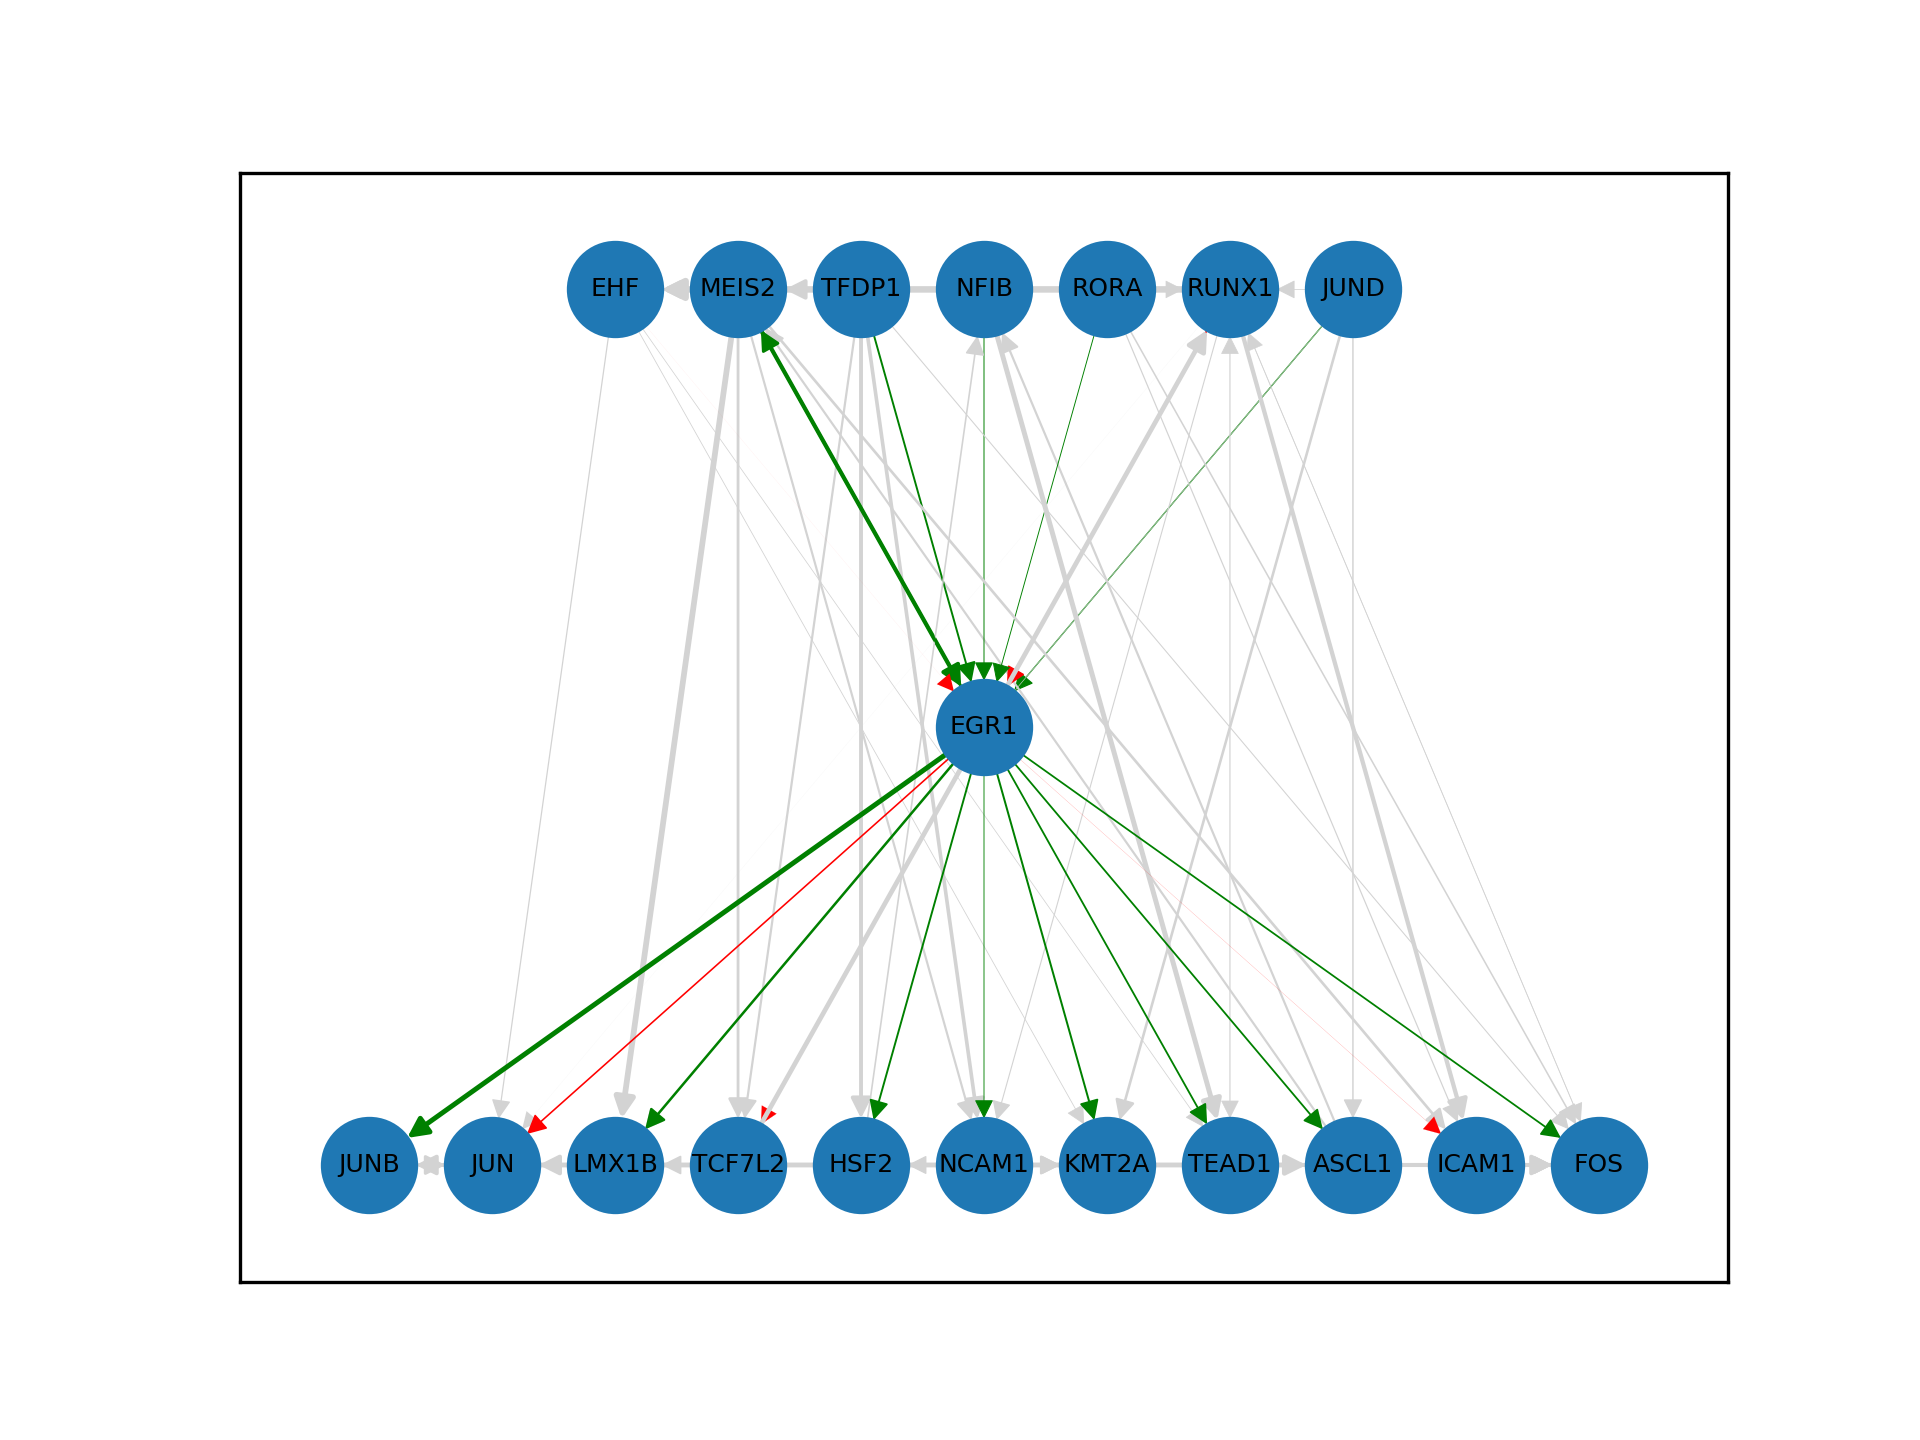 EHF MEIS2 TFDP1 NFIB RORA RUNX1 JUND
EGR1
JUNB JUN LMX1B TCF7L2 HSF2 NCAM1 KMT2A TEAD1 ASCL1 ICAM1 FOS